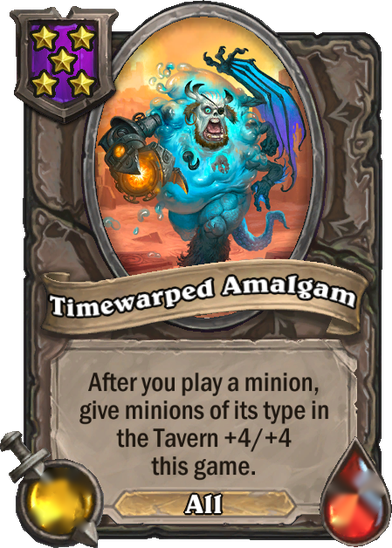 Timewarped Amalgam
After you play a minion,
give minions of its type in
the Tavern +4/+4
this game.
All